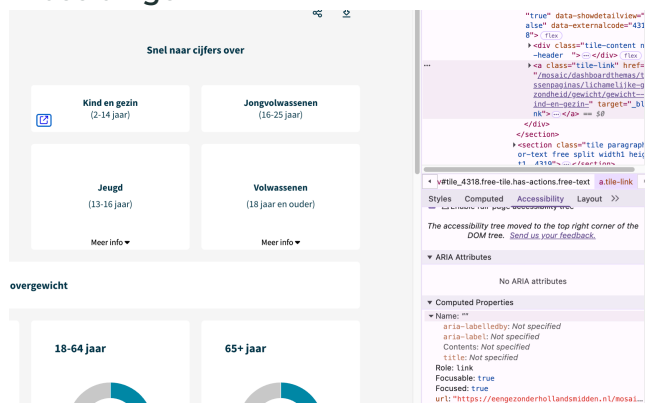 Snel naar cijfers over
Kind en gezin
(2-14 jaar)
Jongvolwassenen
(16-25 jaar)
Jeugd
(13-16 jaar)
Meer info
Volwassenen
(18 jaar en ouder)
Meer info
overgewicht
18-64 jaar
65+ jaar
"true" data-showdetailview="
alse" data-externalcode="431
8"> flex
<div class="tile-content n
-header "> … </div> flex
… <a class="tile-link" href=
"/mosaic/dashboardthemas/t
ssenpaginas/lichamelijke-g
zondheid/gewicht/gewicht--
ind-en-gezin-" target="_bl
nk"> … </a> == $0
</div>
</section>
<section class="tile paragraph
or-text free split width1 heig
v#tile_4318.free-tile.has-actions.free-text a.tile-link
Styles Computed Accessibility Layout >>
Enable full-page accessibility tree
The accessibility tree moved to the top right corner of the
DOM tree. Send us your feedback.
ARIA Attributes
No ARIA attributes
Computed Properties
Name: ""
aria-labelledby: Not specified
aria-label: Not specified
Contents: Not specified
title: Not specified
Role: link
Focusable: true
Focused: true
url: "https://eengezonderhollandsmidden.nl/mosai…